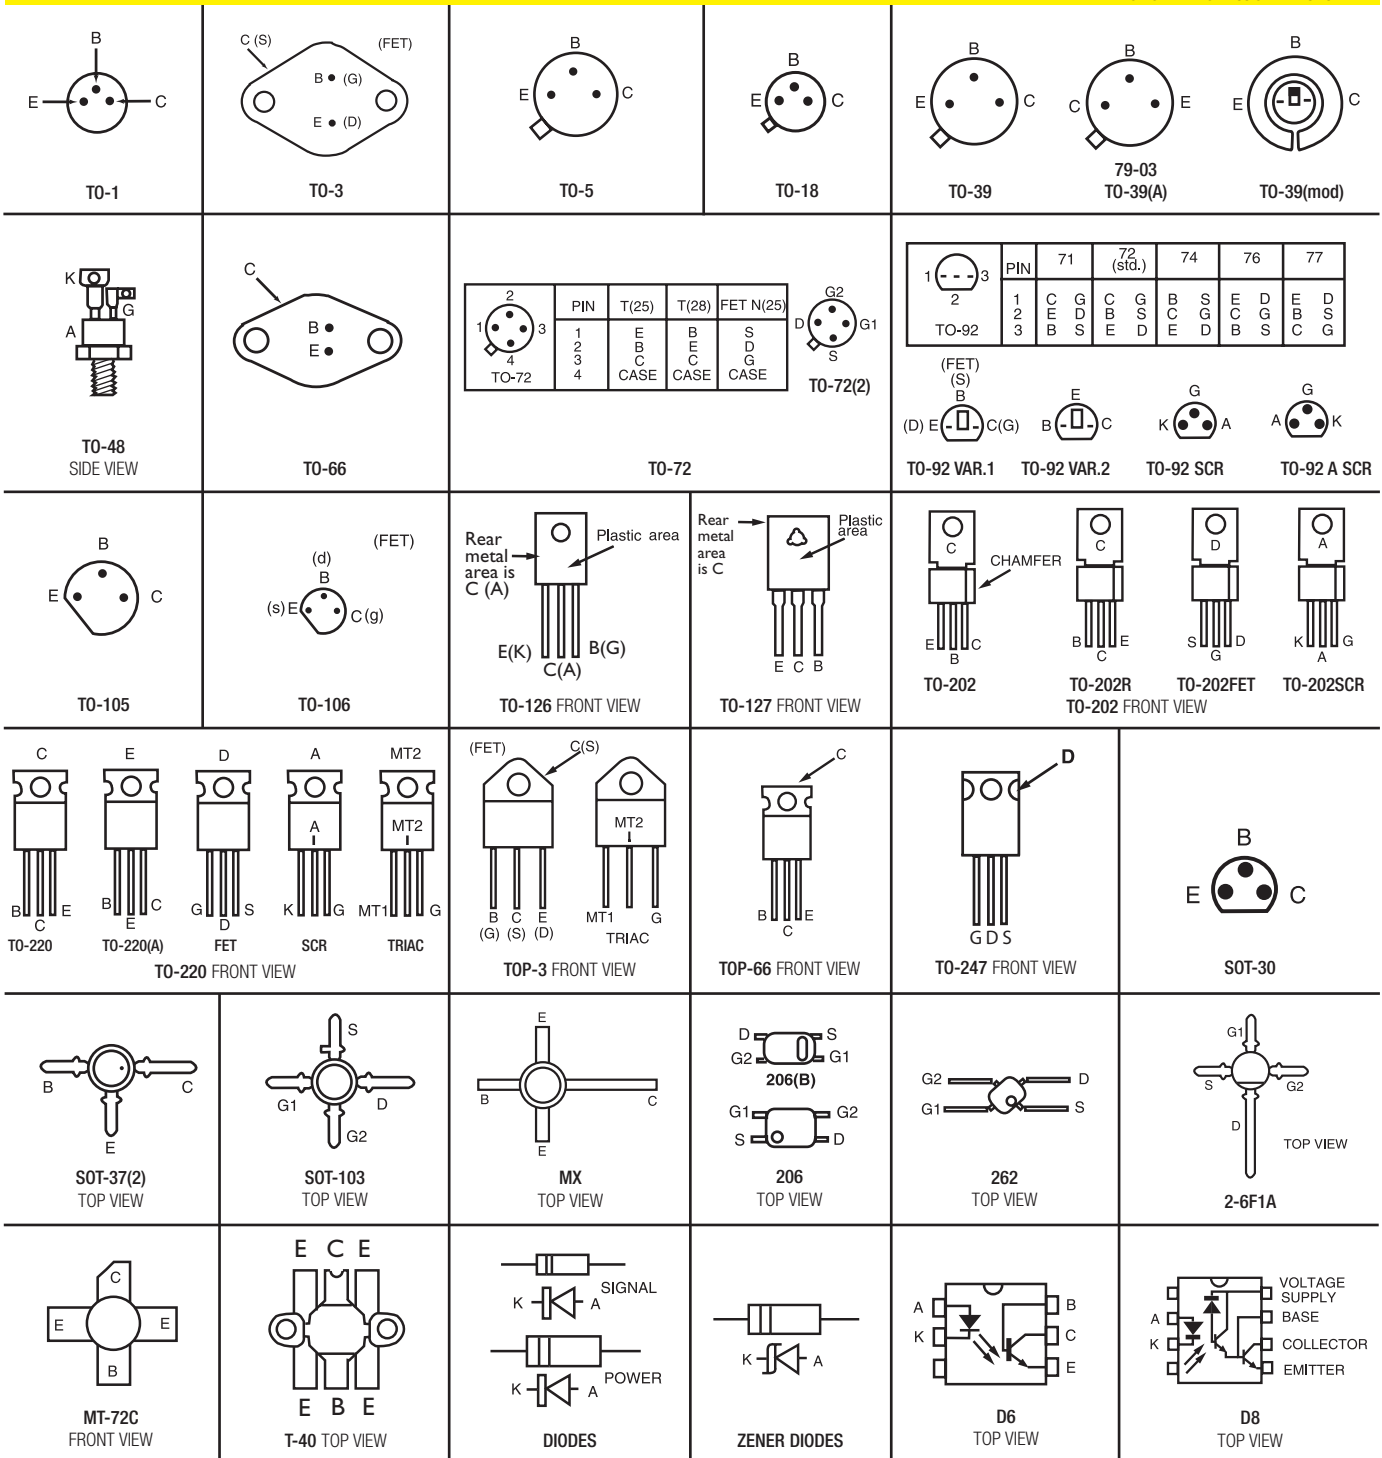 B
E
C
TO-1
C (S)
(FET)
B (G)
E (D)
TO-3
B
E
C
TO-5
B
E
C
TO-18
B
E
C
TO-39
B
C
E
79-03
TO-39(A)
B
E
C
TO-39(mod)
K
G
A
TO-48
SIDE VIEW
C
B
E
TO-66
2
1
3
4
TO-72
PIN T(25) T(28) FET N(25)
1 E B S
2 B E D
3 C C G
4 CASE CASE CASE
G2
D
G1
S
TO-72(2)
TO-72
1
3
2
TO-92
PIN 71 72 (std.) 74 76 77
1 C G C G B S E D E D
2 E D B S C G C G B S
3 B S E D E D B S C G
(FET)
(S)
B
(D) E
C(G)
TO-92 VAR.1
E
B
C
TO-92 VAR.2
G
K
A
TO-92 SCR
G
A
K
TO-92 A SCR
B
E
C
TO-105
(FET)
(d)
B
(s) E
C (g)
TO-106
Rear
metal
area is
C (A)
Plastic area
E(K)
C(A)
B(G)
TO-126 FRONT VIEW
Rear
metal
area
is C
Plastic
area
E C B
TO-127 FRONT VIEW
C
CHAMFER
E
B
C
TO-202
C
B
C
E
TO-202R
D
S
G
D
TO-202FET
A
K
A
G
TO-202SCR
TO-202 FRONT VIEW
C
B
C
E
TO-220
E
B
E
C
TO-220(A)
D
G
D
S
FET
A
A
K
G
SCR
MT2
MT2
MT1
G
TRIAC
TO-220 FRONT VIEW
(FET)
C(S)
B C E
(G) (S) (D)
MT2
MT1
G
TRIAC
TOP-3 FRONT VIEW
C
B
C
E
TOP-66 FRONT VIEW
D
G D S
TO-247 FRONT VIEW
B
E
C
SOT-30
B
C
E
SOT-37(2)
TOP VIEW
S
G1
D
G2
SOT-103
TOP VIEW
E
B
C
E
MX
TOP VIEW
D
S
G2
G1
206(B)
G1
G2
S
D
206
TOP VIEW
G2
D
G1
S
262
TOP VIEW
G1
S
G2
D
TOP VIEW
2-6F1A
C
E
E
B
MT-72C
FRONT VIEW
E C E
E B E
T-40 TOP VIEW
SIGNAL
K
A
POWER
K
A
DIODES
K
A
ZENER DIODES
A
B
K
C
E
D6
TOP VIEW
VOLTAGE
SUPPLY
A
BASE
K
COLLECTOR
EMITTER
D8
TOP VIEW